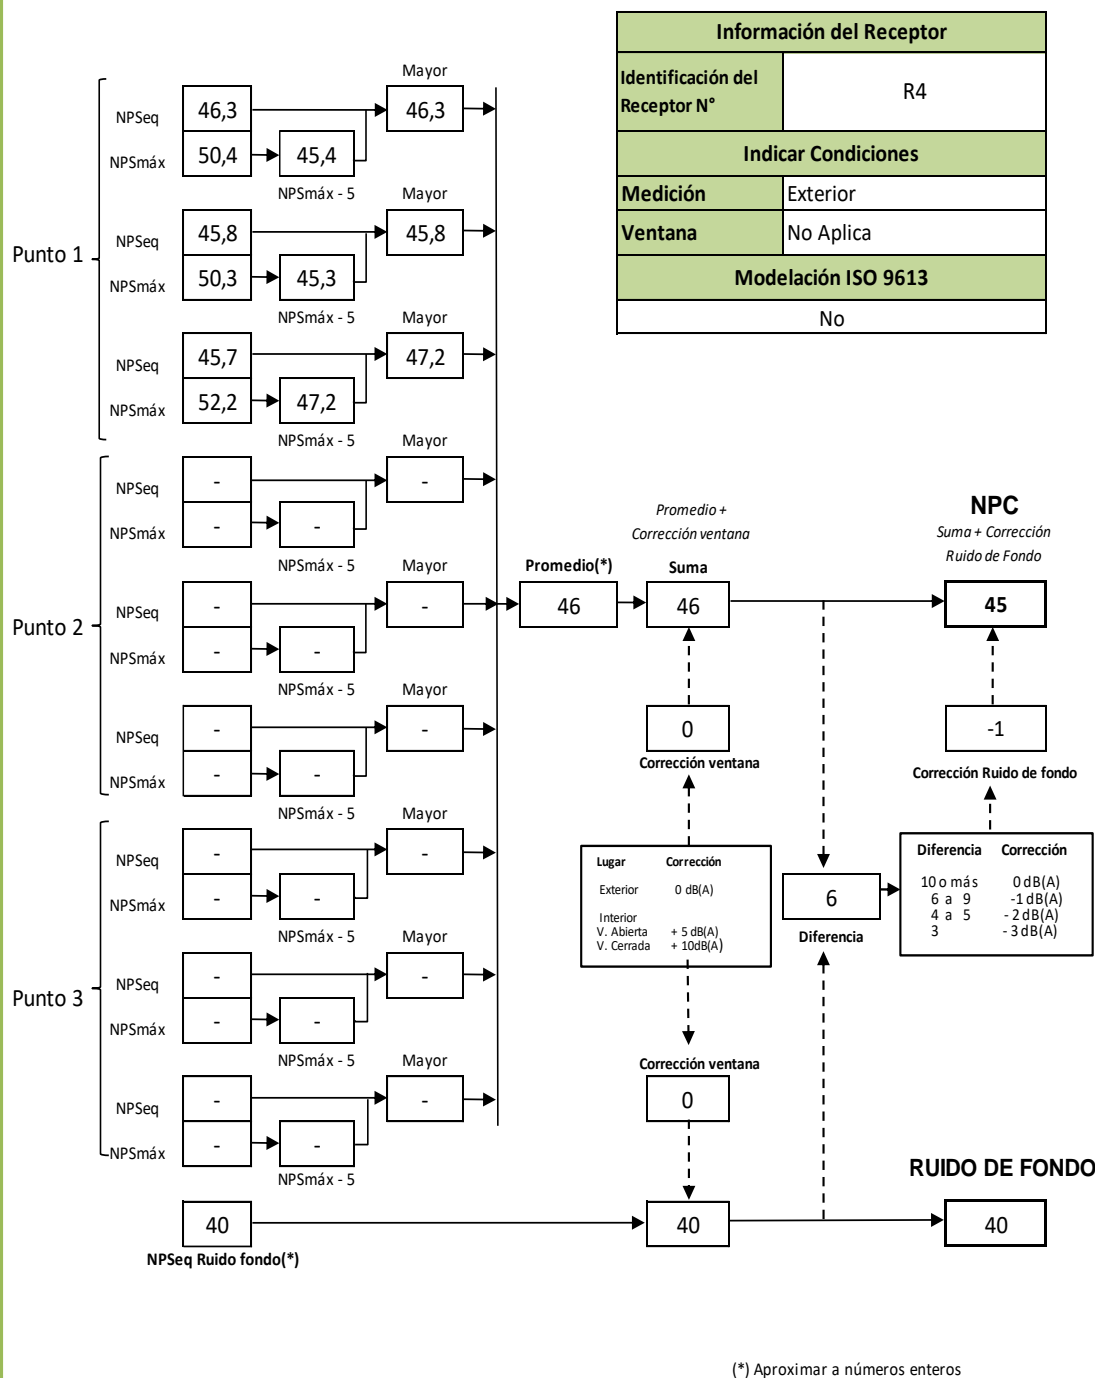 Información del Receptor
Identificación del
Receptor N°
R4
Indicar Condiciones
Medición
Exterior
Ventana
No Aplica
Modelación ISO 9613
No
Punto 1
Mayor
NPSeq
46,3
46,3
NPSmáx
50,4
45,4
NPSmáx - 5
Mayor
NPSeq
45,8
45,8
NPSmáx
50,3
45,3
NPSmáx - 5
Mayor
NPSeq
45,7
47,2
NPSmáx
52,2
47,2
NPSmáx - 5
Punto 2
Mayor
NPSeq
-
-
NPSmáx
-
-
NPSmáx - 5
Mayor
NPSeq
-
-
NPSmáx
-
-
NPSmáx - 5
Mayor
NPSeq
-
-
NPSmáx
-
-
NPSmáx - 5
Punto 3
Mayor
NPSeq
-
-
NPSmáx
-
-
NPSmáx - 5
Mayor
NPSeq
-
-
NPSmáx
-
-
NPSmáx - 5
Mayor
NPSeq
-
-
NPSmáx
-
-
NPSmáx - 5
Promedio(*)
46
Promedio +
Corrección ventana
Suma
46
0
Corrección ventana
Lugar Corrección
Exterior 0 dB(A)
Interior
V. Abierta + 5 dB(A)
V. Cerrada + 10dB(A)
Corrección ventana
0
NPC
Suma + Corrección
Ruido de Fondo
45
-1
Corrección Ruido de fondo
Diferencia Corrección
10 o más 0 dB(A)
6 a 9 -1 dB(A)
4 a 5 - 2 dB(A)
3 - 3 dB(A)
6
Diferencia
RUIDO DE FONDO
40
40
40
NPSeq Ruido fondo(*)
(*) Aproximar a números enteros